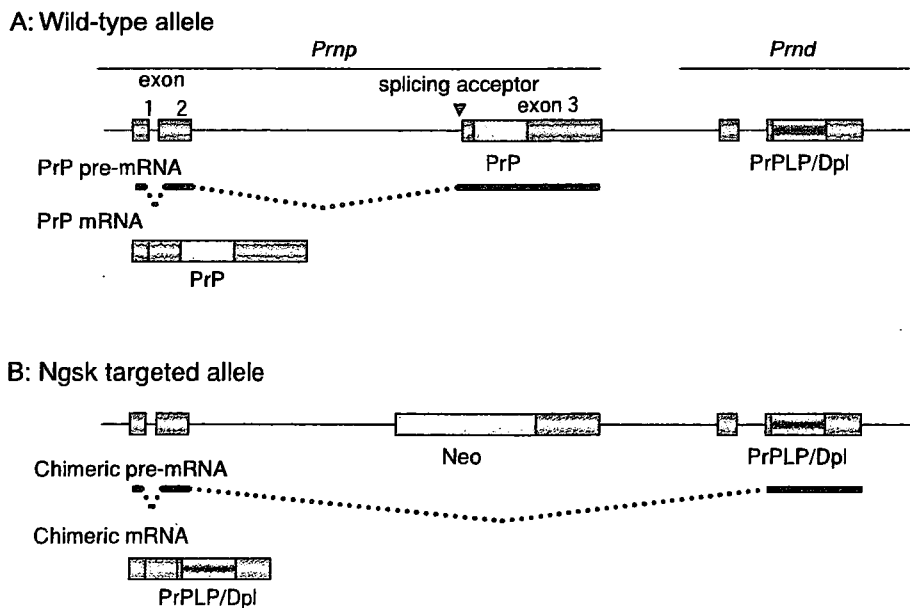 A: Wild-type allele
Prnp
Prnd
exon
splicing acceptor
1 2
exon 3
PrP
PrPLP/Dpl
PrP pre-mRNA
PrP mRNA
PrP
B: Ngsk targeted allele
Neo
PrPLP/Dpl
Chimeric pre-mRNA
Chimeric mRNA
PrPLP/Dpl